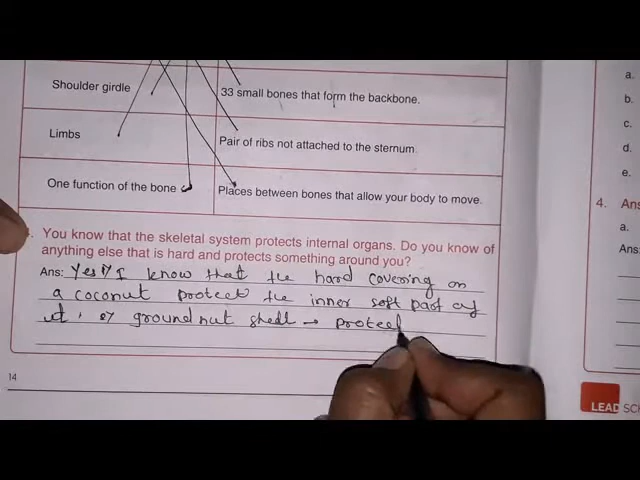 Shoulder girdle
33 small bones that form the backbone.
Limbs
Pair of ribs not attached to the sternum.
One function of the bone
Places between bones that allow your body to move.
You know that the skeletal system protects internal organs. Do you know of
anything else that is hard and protects something around you?
Ans: Yes, I know that the hard covering on
a coconut protect the inner soft part of
it. groundnut shell → protect
14
a.
b.
c.
d.
e.
4. Ans
a.
Ans:
LEAD SCH